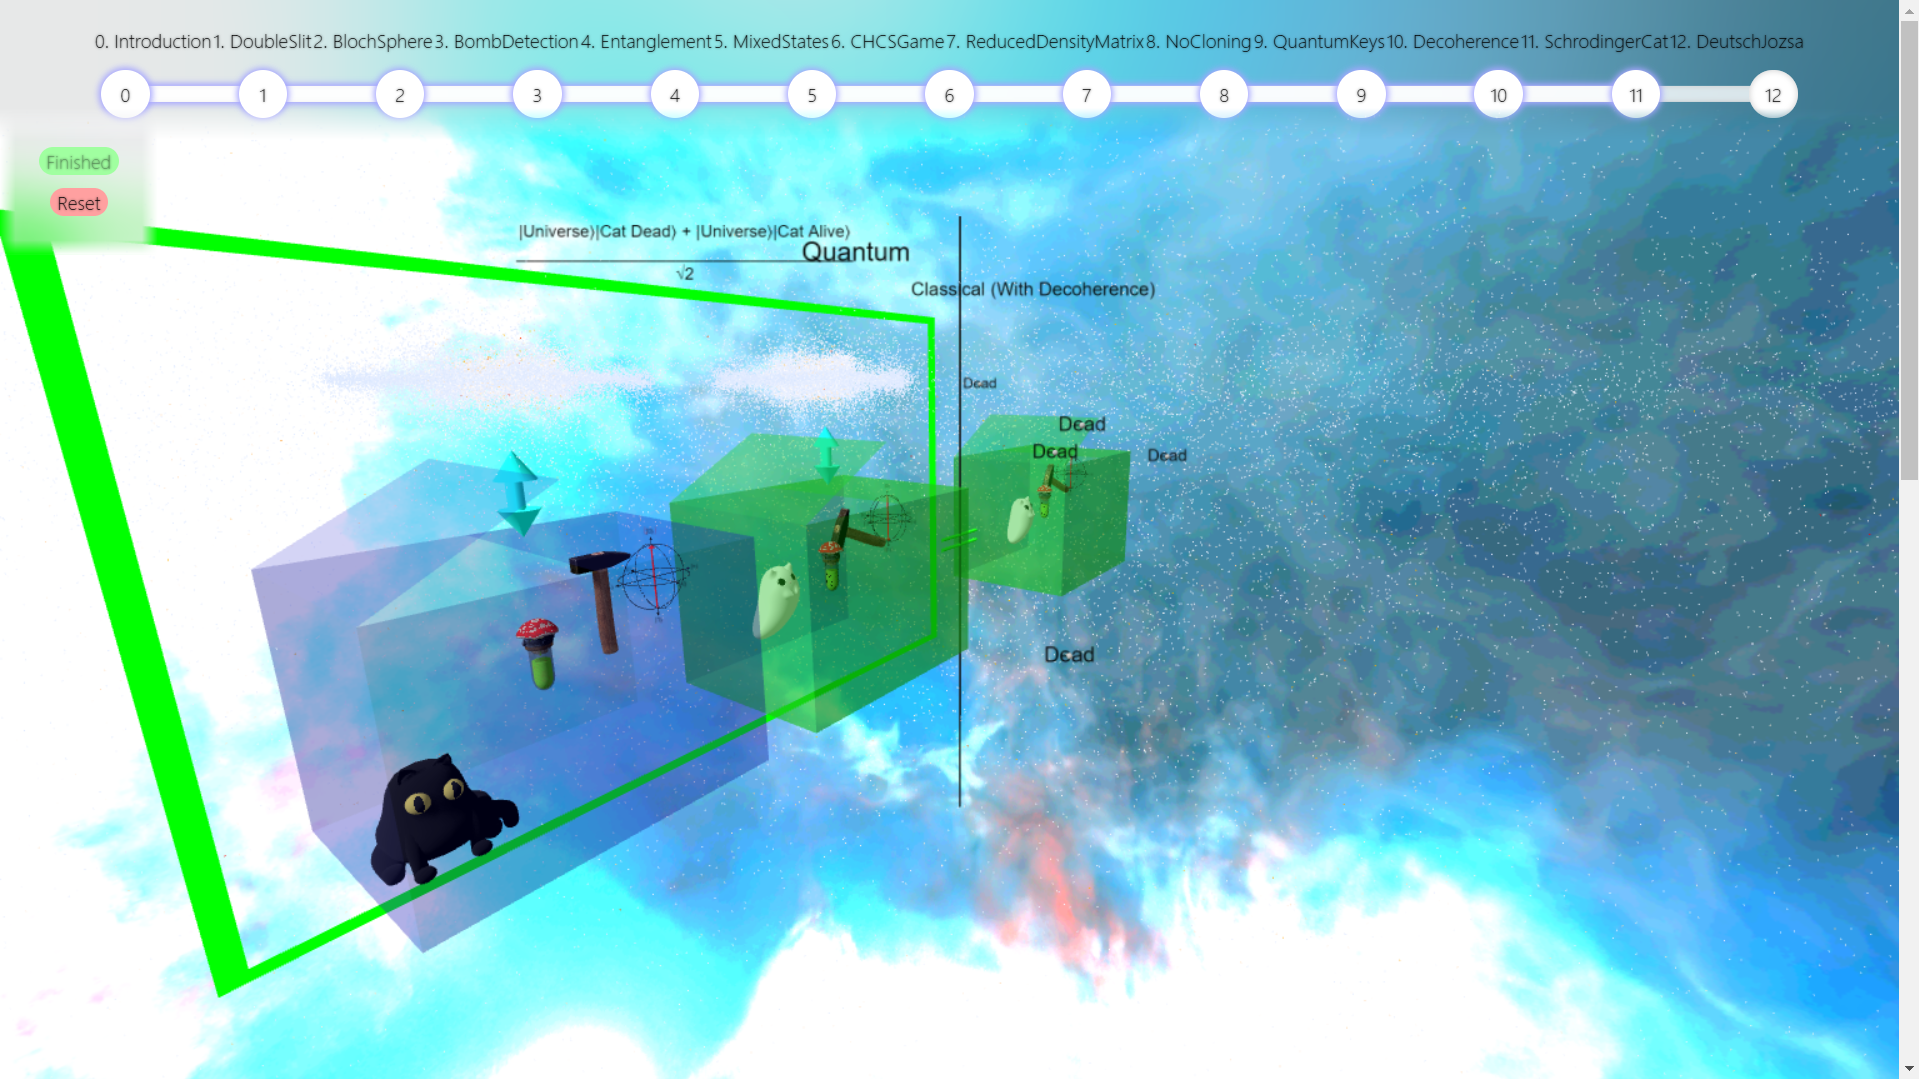 0. Introduction 1. DoubleSlit 2. BlochSphere 3. BombDetection 4. Entanglement 5. MixedStates 6. CHCSGame 7. ReducedDensityMatrix 8. NoCloning 9. QuantumKeys 10. Decoherence 11. SchrodingerCat 12. DeutschJozsa
0 1 2 3 4 5 6 7 8 9 10 11 12
Finished
Reset
|Universe⟩|Cat Dead⟩ + |Universe⟩|Cat Alive⟩
√2
Quantum
Classical (With Decoherence)
Dead
Dead
Dead
Dead
Dead